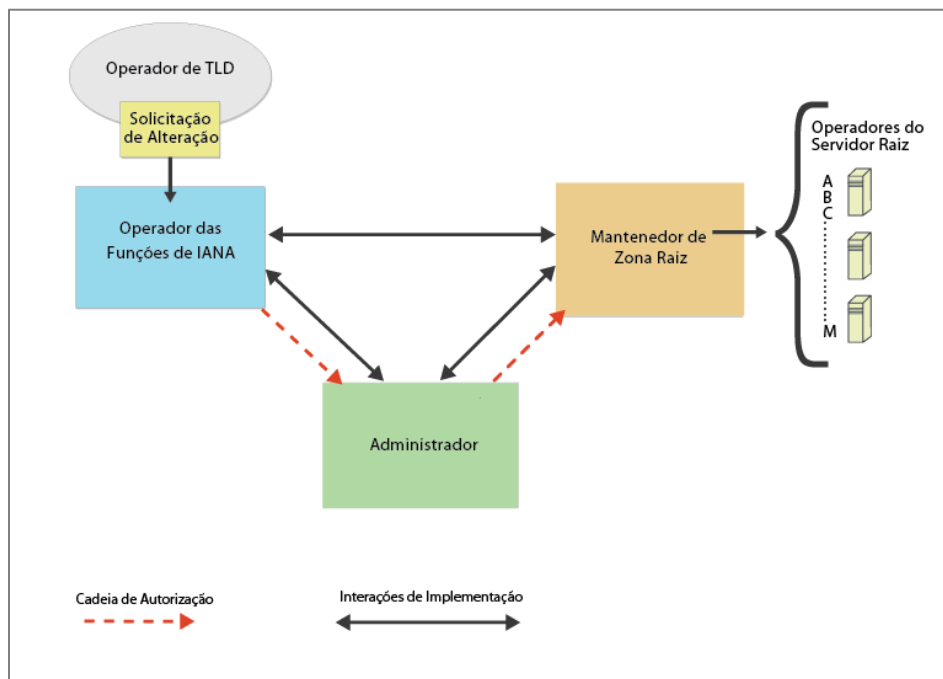 Operador de TLD
Solicitação
de Alteração
Operador das
Funções de IANA
Mantenedor de
Zona Raiz
Operadores do
Servidor Raiz
A
B
C
M
Administrador
Cadeia de Autorização
Interações de Implementação